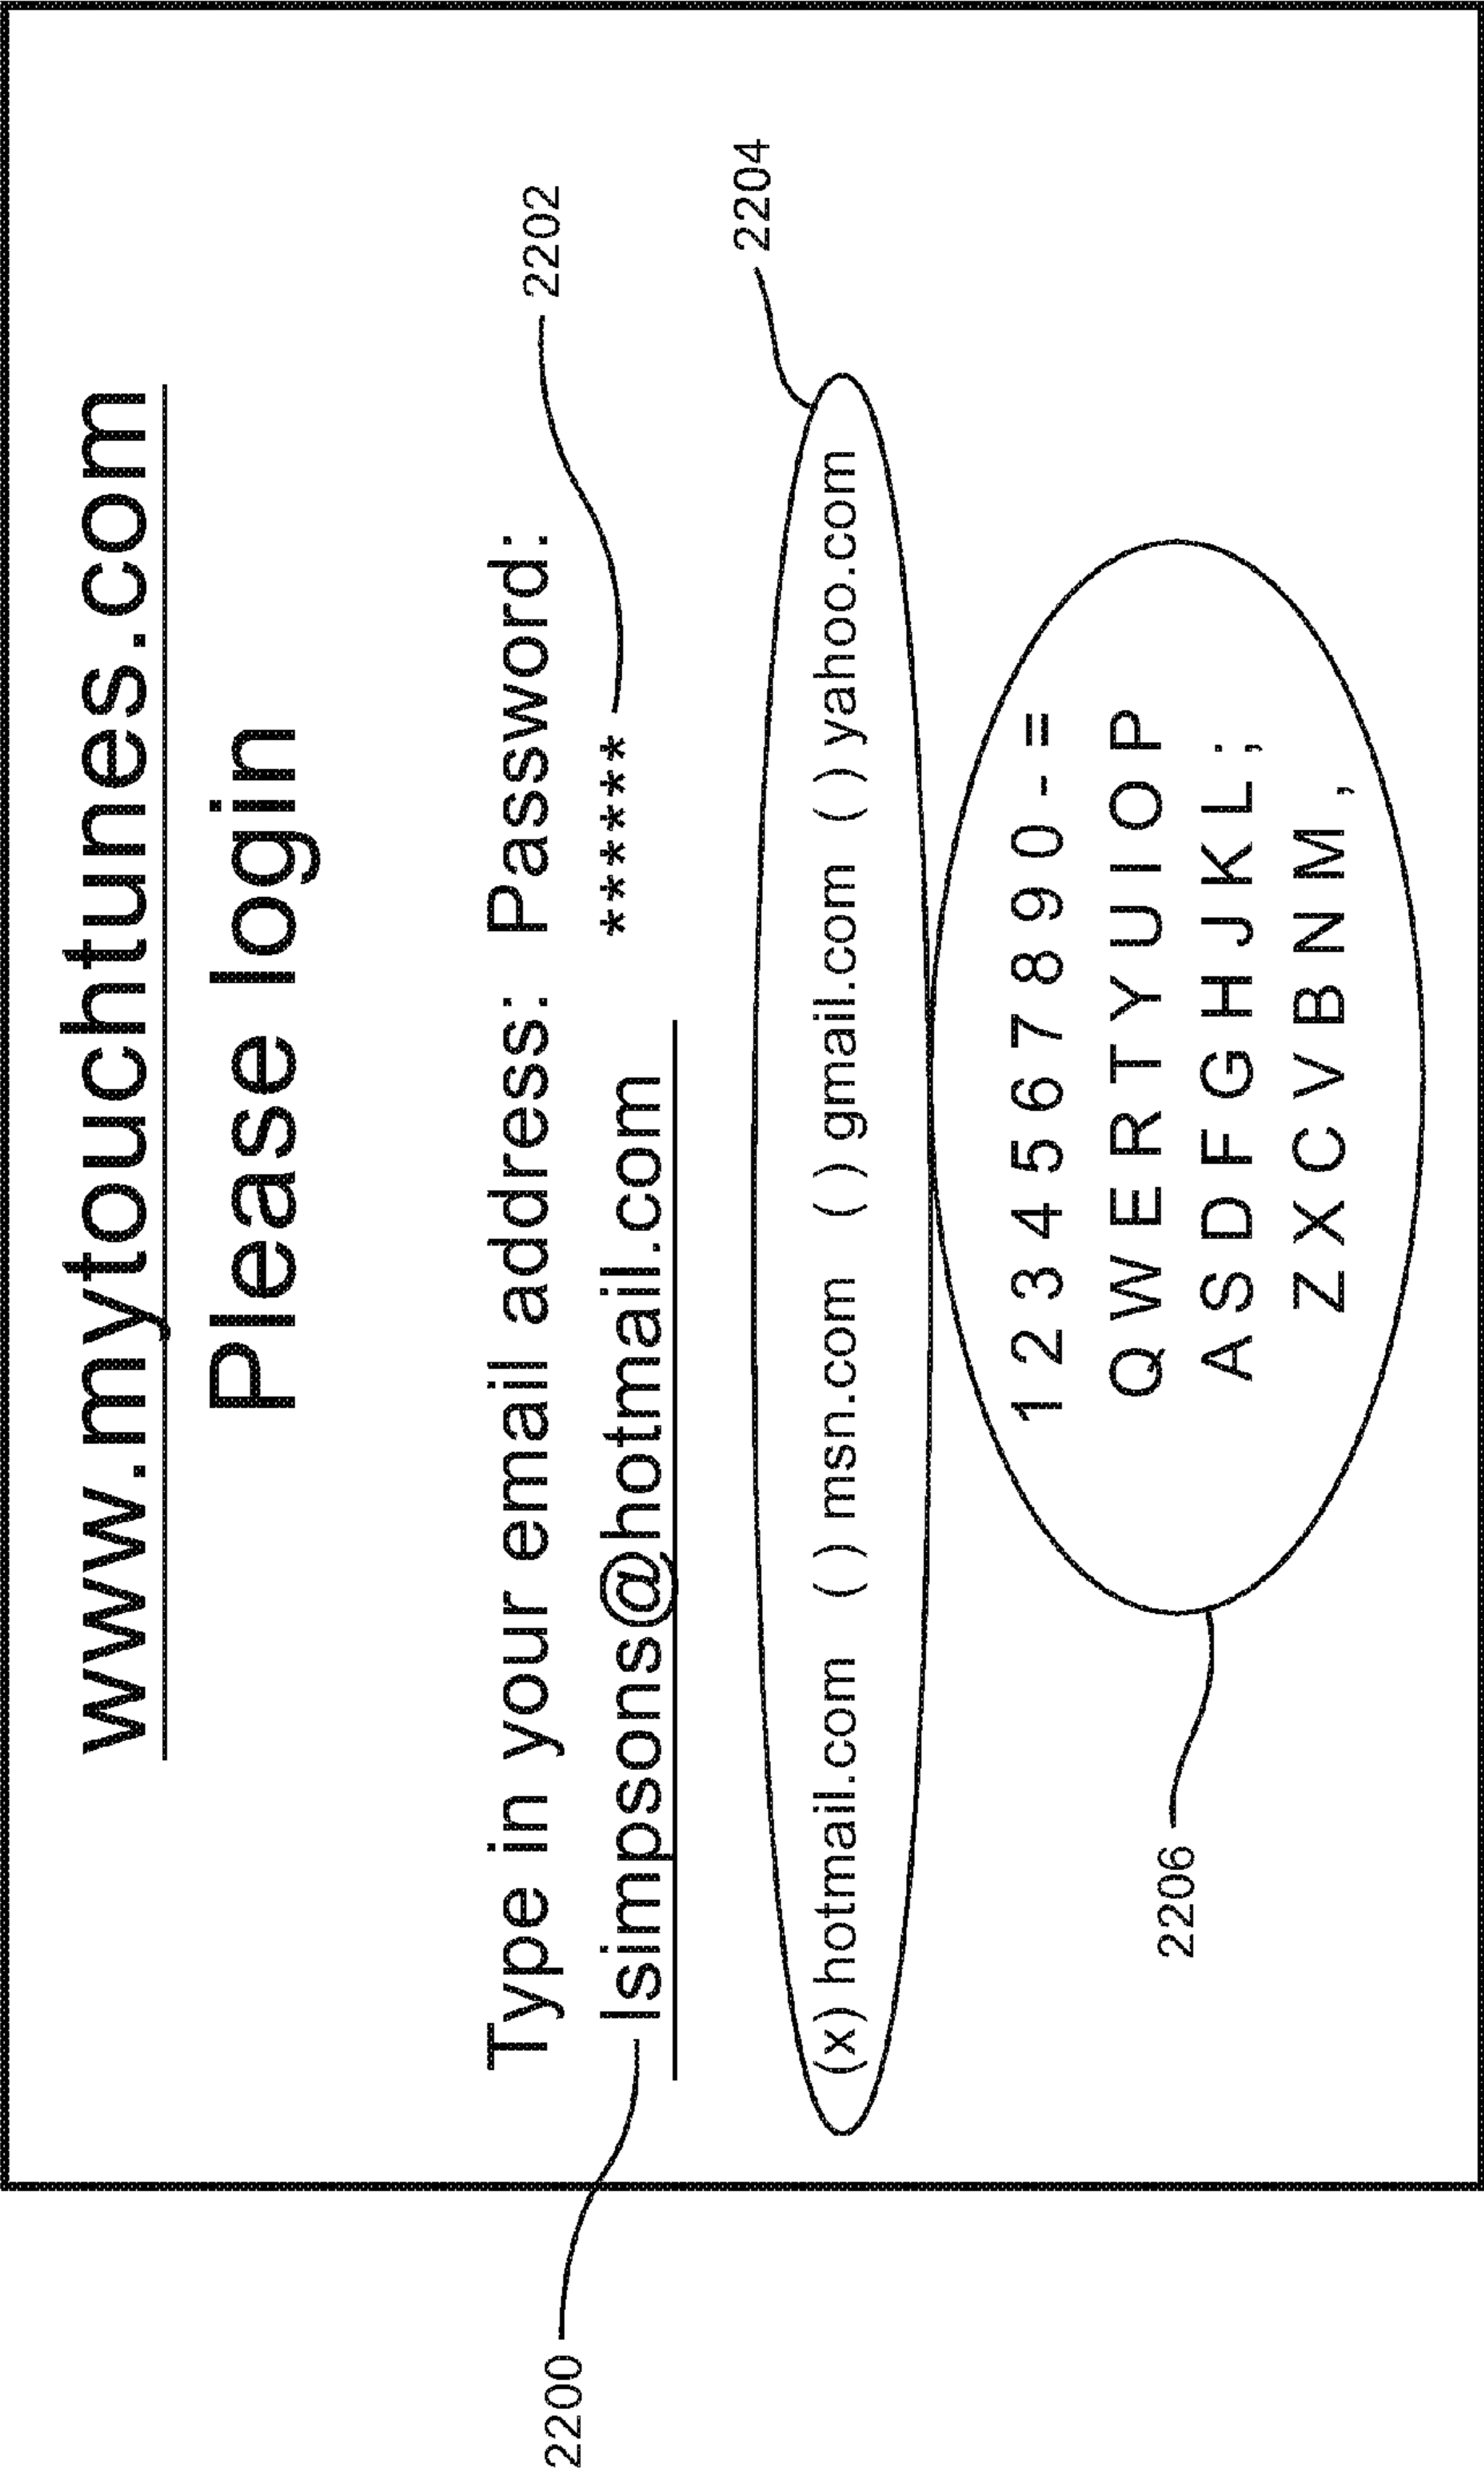 www.mytouchtunes.com
Please login
2202
Type in your email address: Password:
lsimpsons@hotmail.com ******
2200
2204
(x) hotmail.com ( ) msn.com ( ) gmail.com ( ) yahoo.com
1 2 3 4 5 6 7 8 9 0 - =
Q W E R T Y U I O P
A S D F G H J K L ;
Z X C V B N M ,
2206